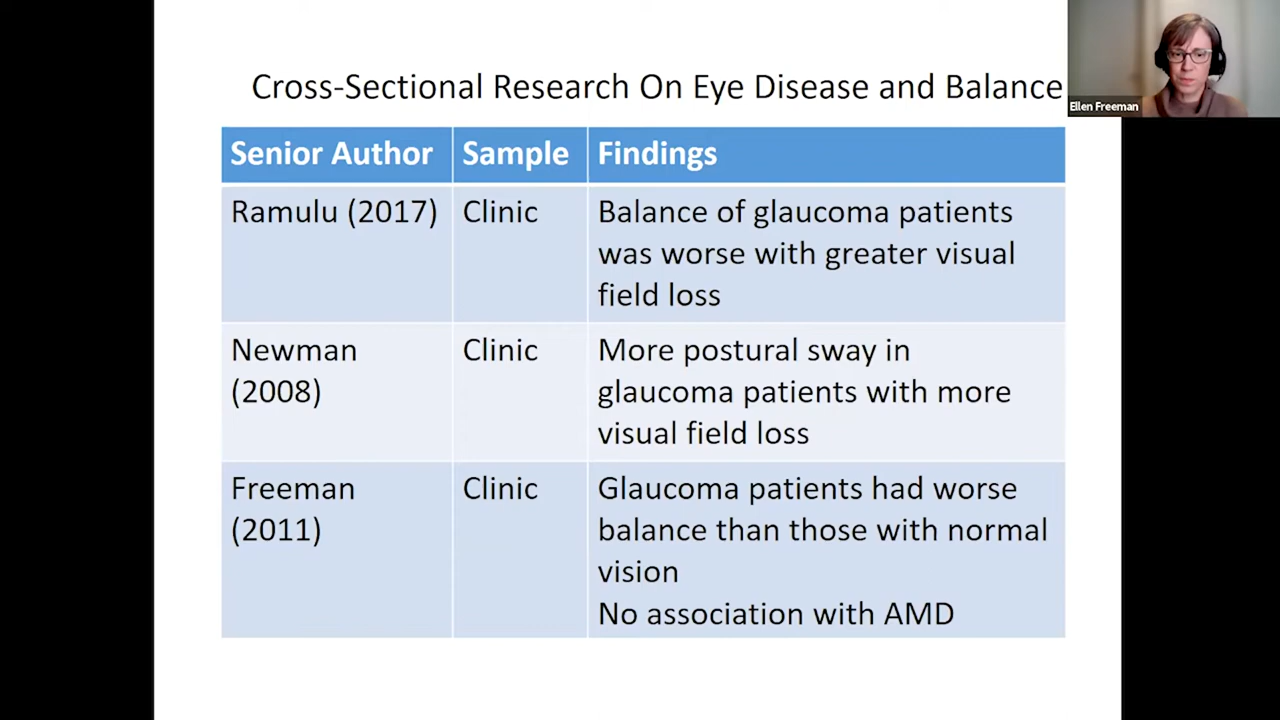 Cross-Sectional Research On Eye Disease and Balance
Ellen Freeman
Senior Author
Sample
Findings
Ramulu (2017)
Clinic
Balance of glaucoma patients
was worse with greater visual
field loss
Newman
(2008)
Clinic
More postural sway in
glaucoma patients with more
visual field loss
Freeman
(2011)
Clinic
Glaucoma patients had worse
balance than those with normal
vision
No association with AMD